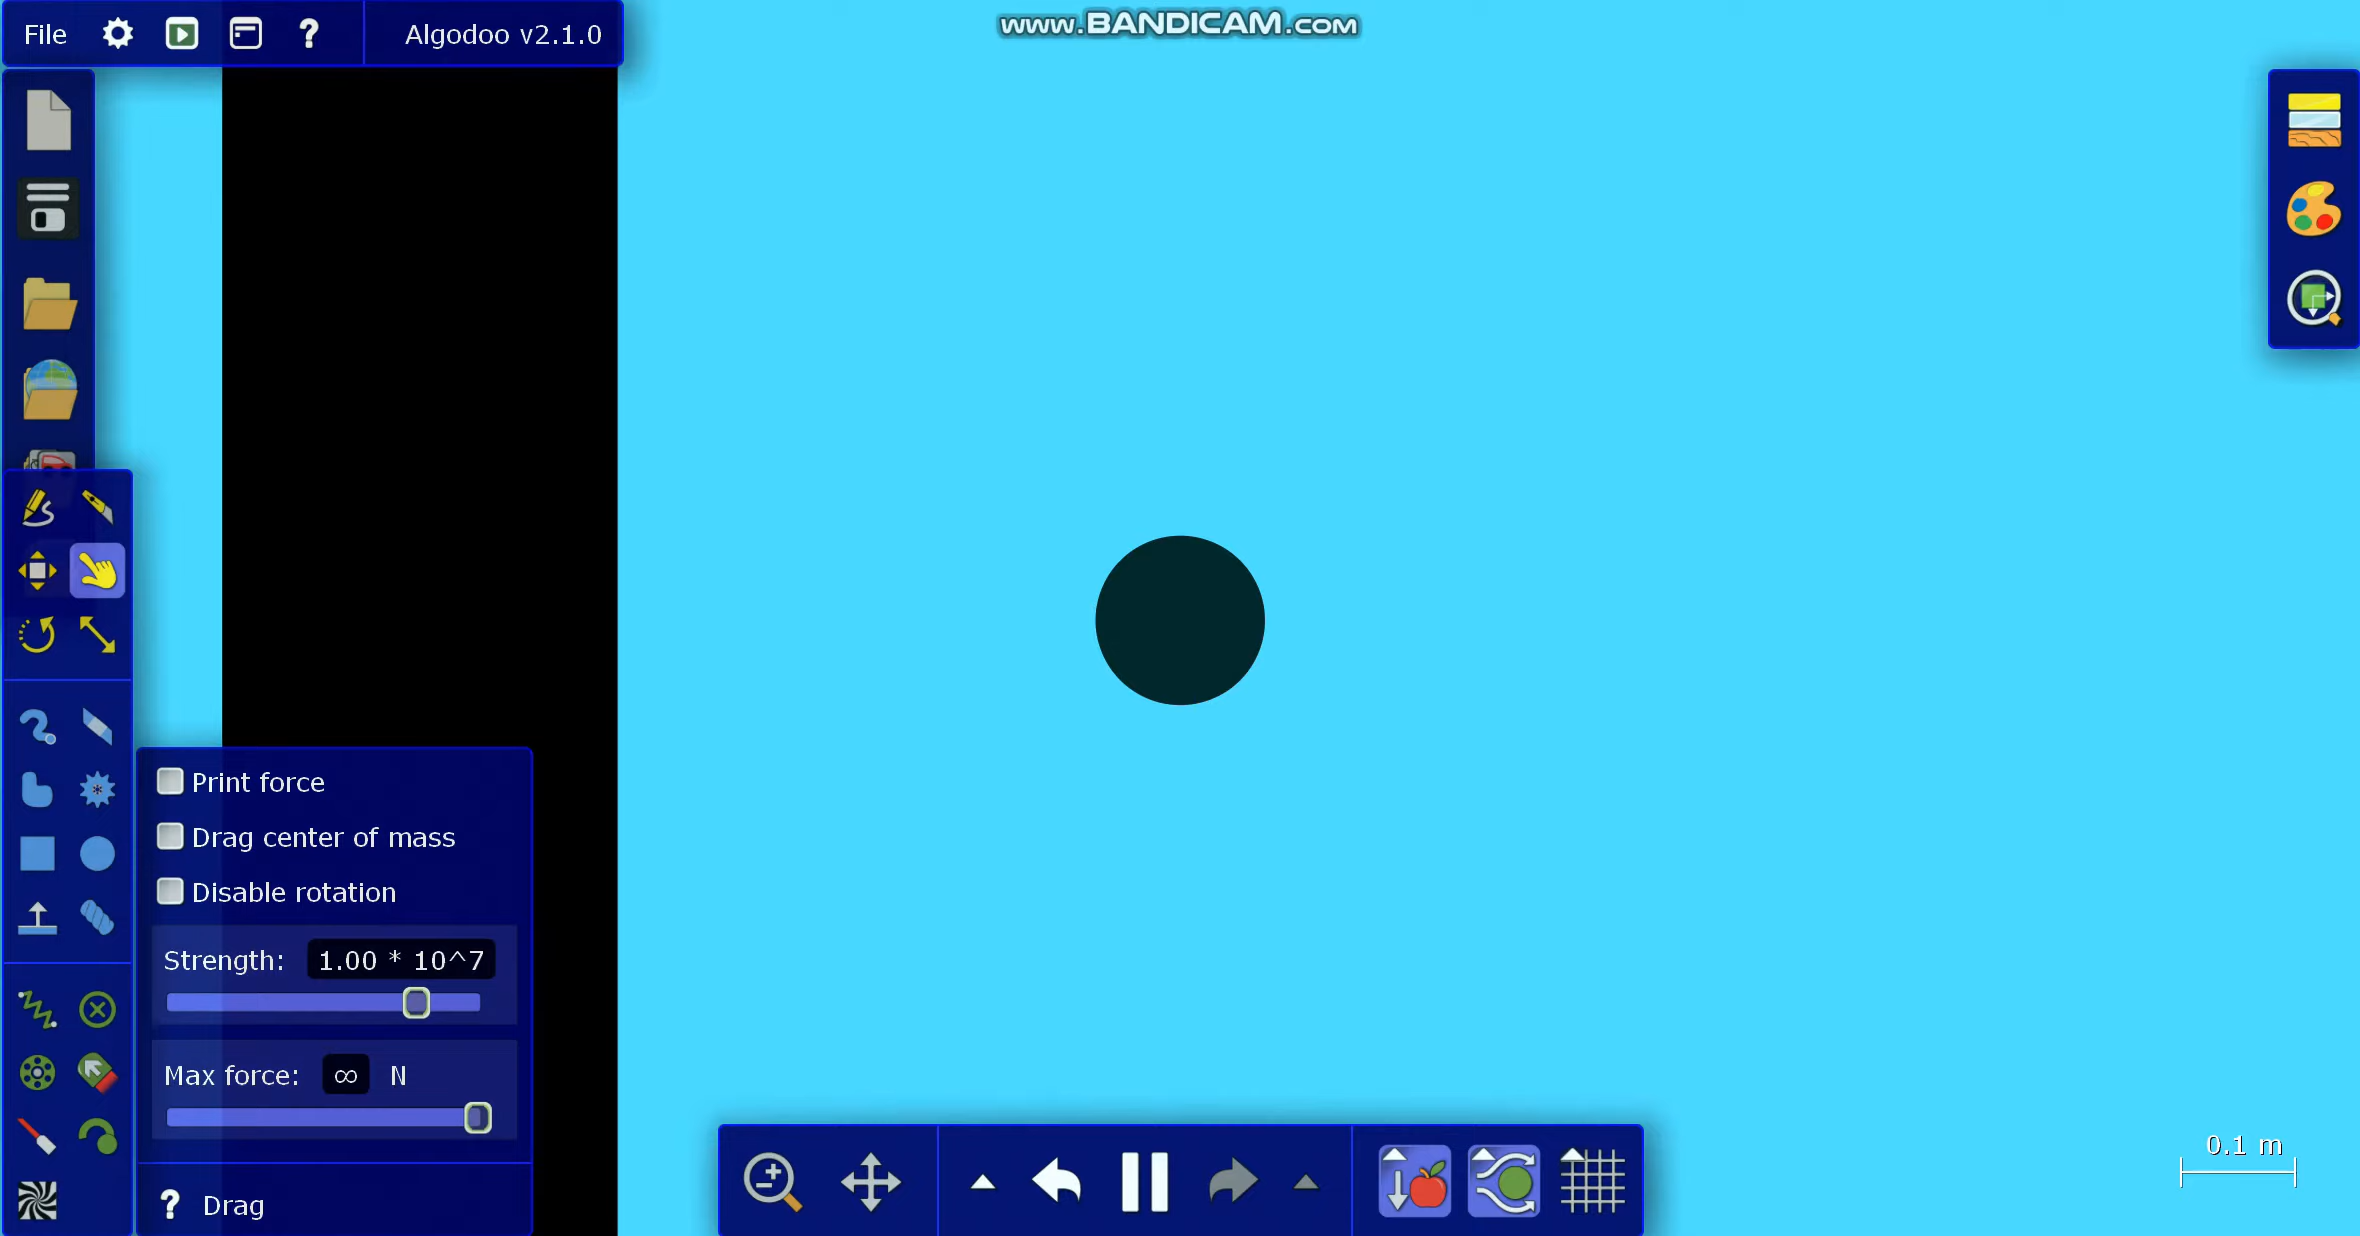 File
Algodoo v2.1.0
www.BANDICAM.com
Print force
Drag center of mass
Disable rotation
Strength: 1.00 * 10^7
Max force: ∞ N
? Drag
0.1 m